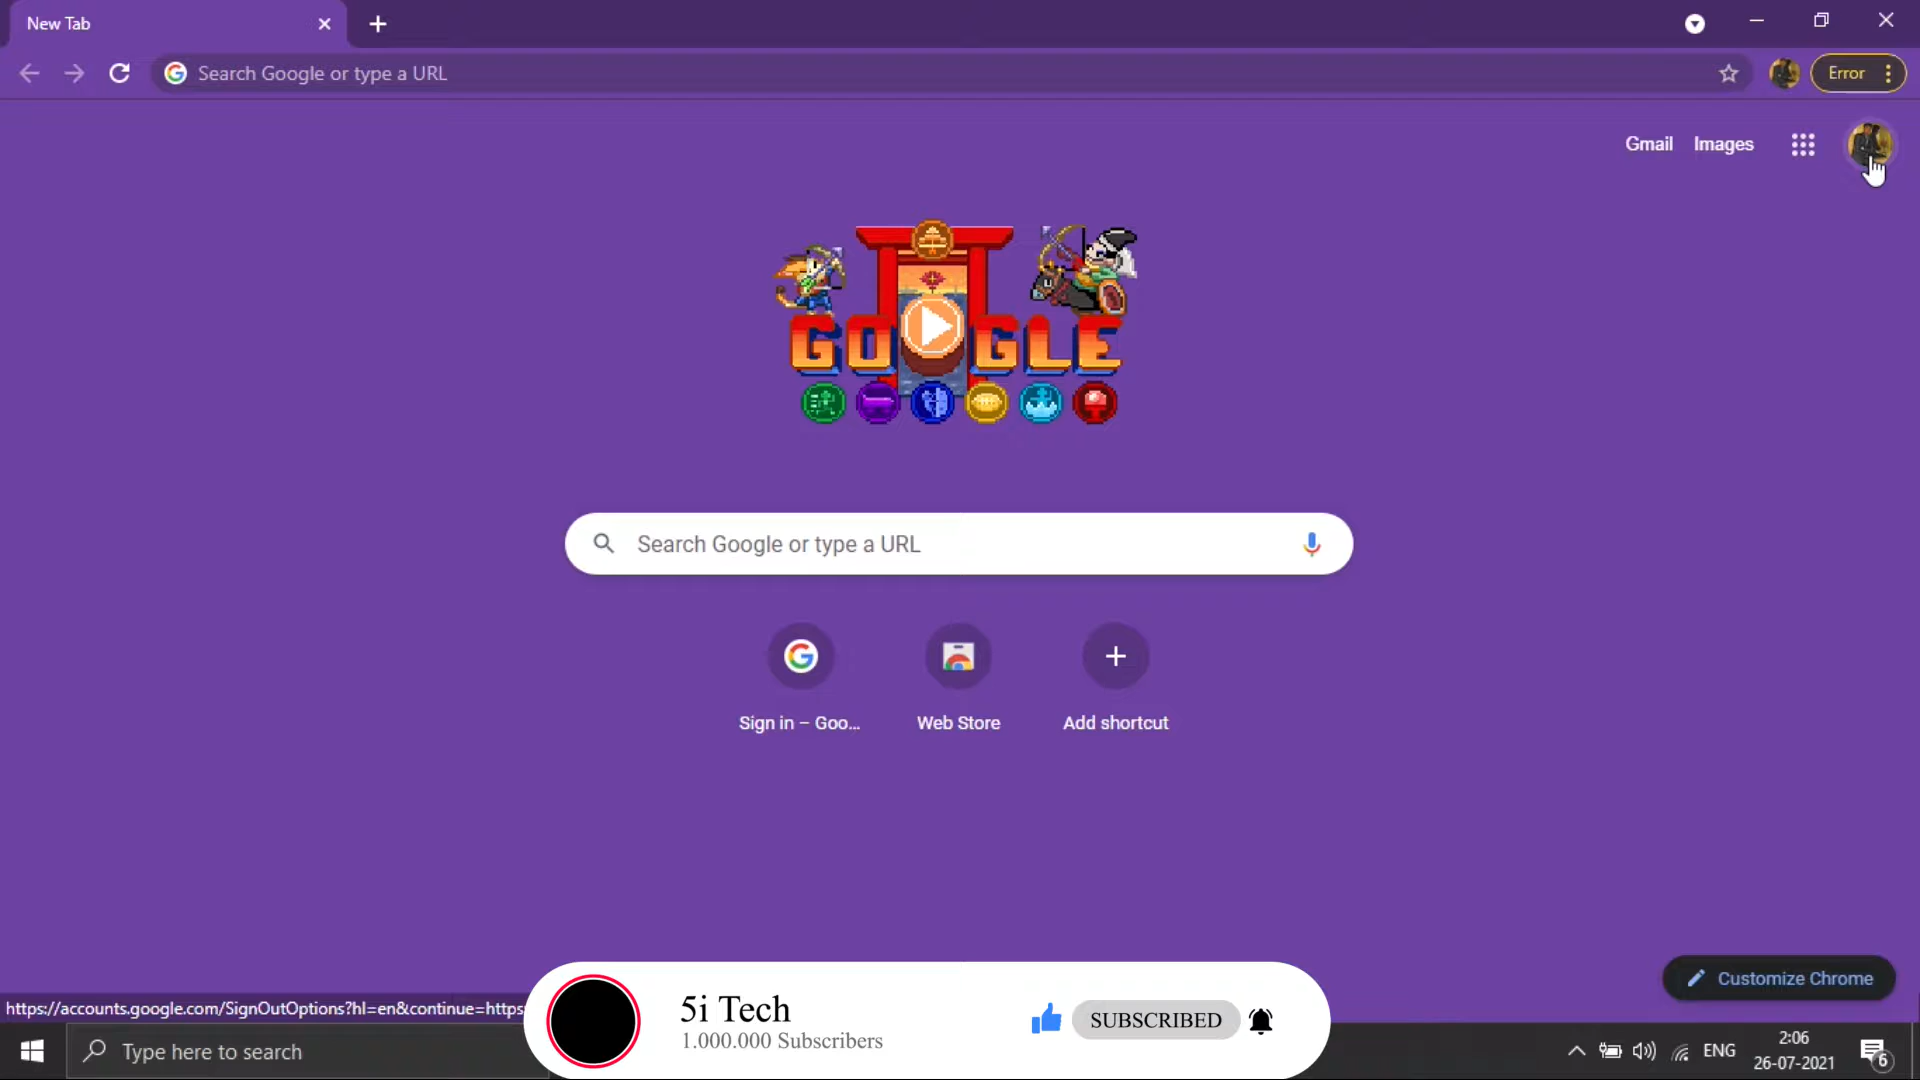 New Tab
Search Google or type a URL
Error
Gmail Images
GOOGLE
Search Google or type a URL
Sign in – Goo...
Web Store
Add shortcut
Customize Chrome
https://accounts.google.com/SignOutOptions?hl=en&continue=https
5i Tech
1.000.000 Subscribers
SUBSCRIBED
Type here to search
ENG
2:06
26-07-2021
6